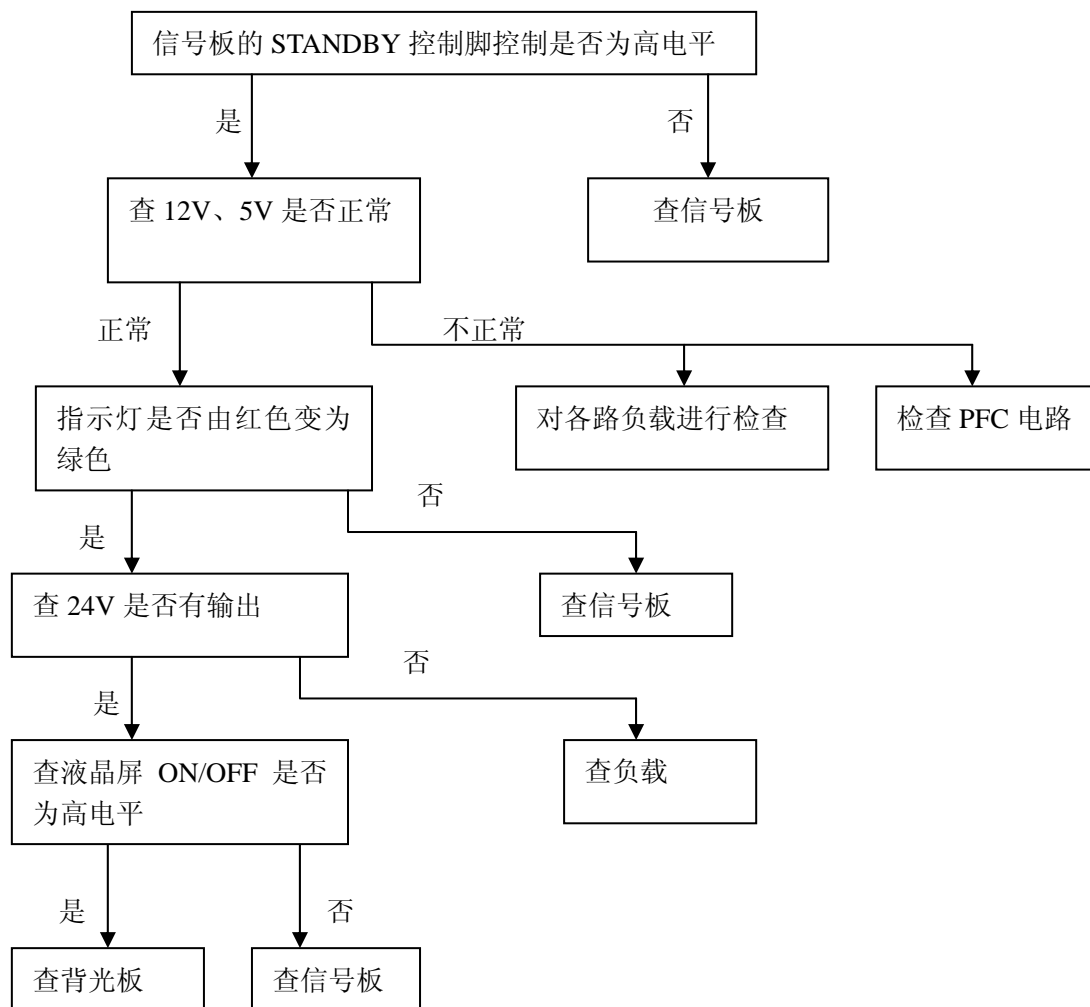 信号板的 STANDBY 控制脚控制是否为高电平
是
否
查 12V、5V 是否正常
查信号板
正常
不正常
指示灯是否由红色变为
绿色
对各路负载进行检查
检查 PFC 电路
否
是
查 24V 是否有输出
查信号板
否
是
查液晶屏 ON/OFF 是否
为高电平
查负载
是
否
查背光板
查信号板